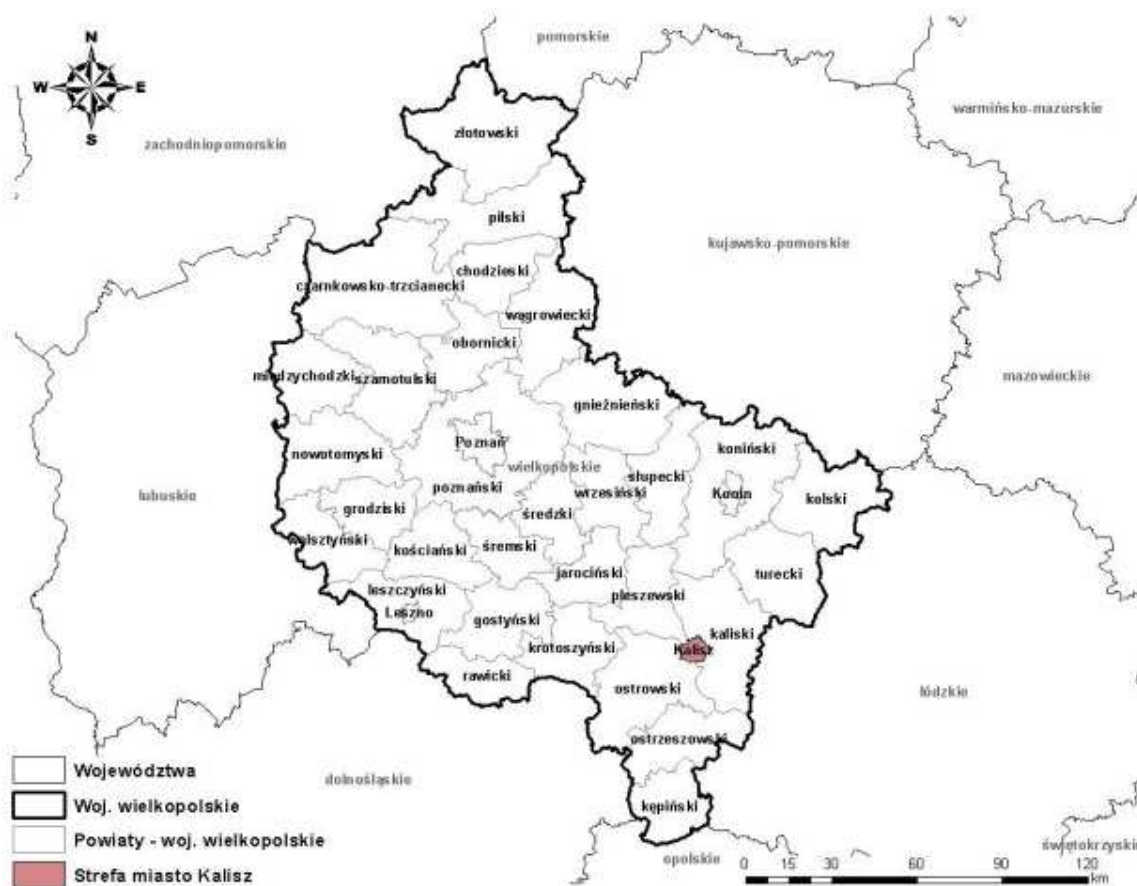 N
pomorskie
W E
warmińsko-mazurskie
S
złotowski
zachodniopomorskie
pilski
kujawsko-pomorskie
chodzieski
czarnkowsko-trzcianecki
wągrowiecki
obornicki
międzychodzki
szamotulski
mazowieckie
gnieźnieński
Poznań
koniński
nowotomyski
wielkopolskie
słupecki
lubuskie
poznański
wrzesiński
Konin
kolski
grodziski
średzki
wolsztyński
kościański
śremski
jarociński
turecki
leszczyński
pleszewski
Leszno
gostyński
kaliski
krotoszyński
Kalisz
rawicki
ostrowski
łódzkie
ostrzeszowski
Województwa
dolnośląskie
Woj. wielkopolskie
kępiński
Powiaty - woj. wielkopolskie
świętokrzyskie
opolskie
0 15 30 60 90 120
km
Strefa miasto Kalisz